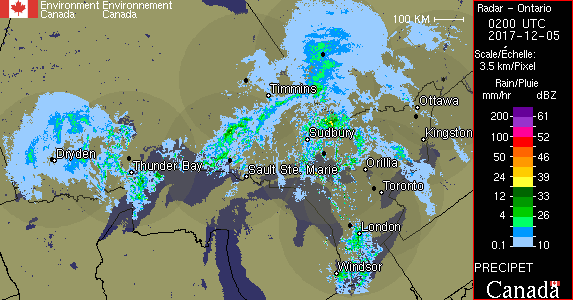 Environment Environnement
Canada Canada
100 KM
Timmins
Ottawa
Sudbury
Kingston
Dryden
Thunder Bay
Sault Ste. Marie
Orillia
Toronto
London
Windsor
Radar - Ontario
0200 UTC
2017-12-05
Scale/Échelle:
3.5 km/Pixel
Rain/Pluie
mm/hr dBZ
200 61
100 52
50 46
24 39
12 33
4 26
0.1 10
PRECIPET
Canada